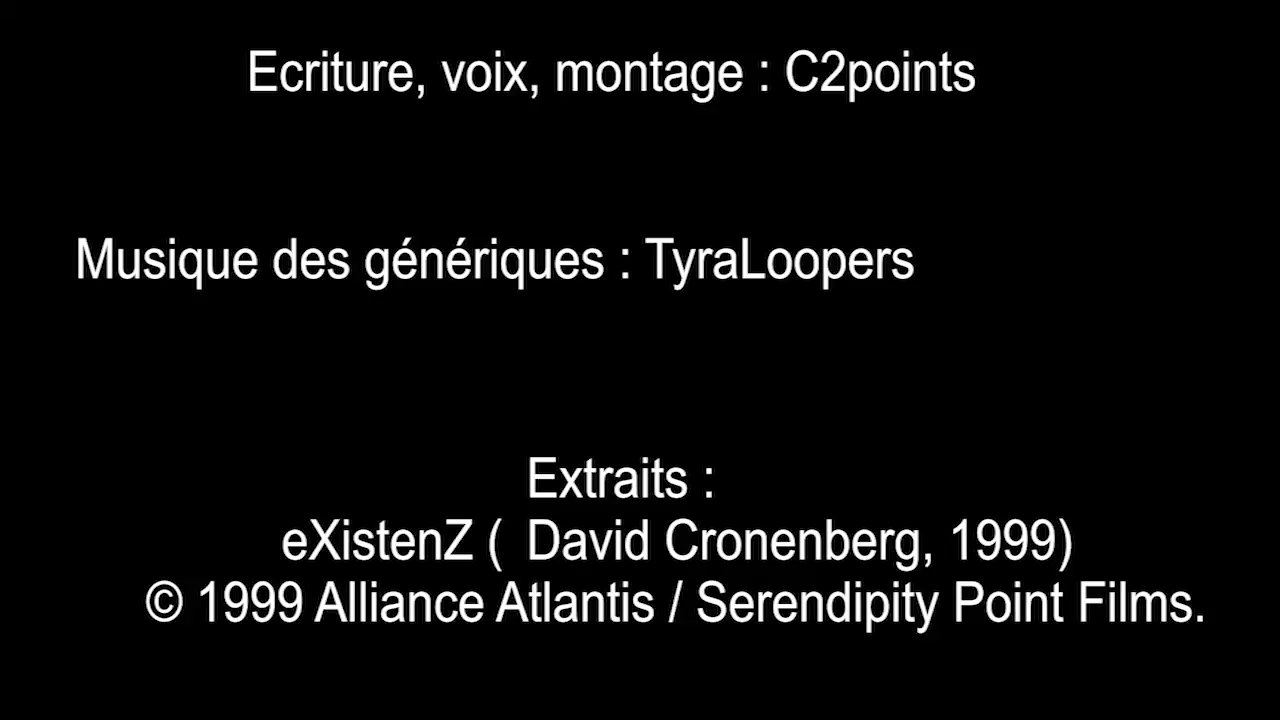 Ecriture, voix, montage : C2points
Musique des génériques : TyraLoopers
Extraits :
eXistenZ (  David Cronenberg, 1999)
© 1999 Alliance Atlantis / Serendipity Point Films.